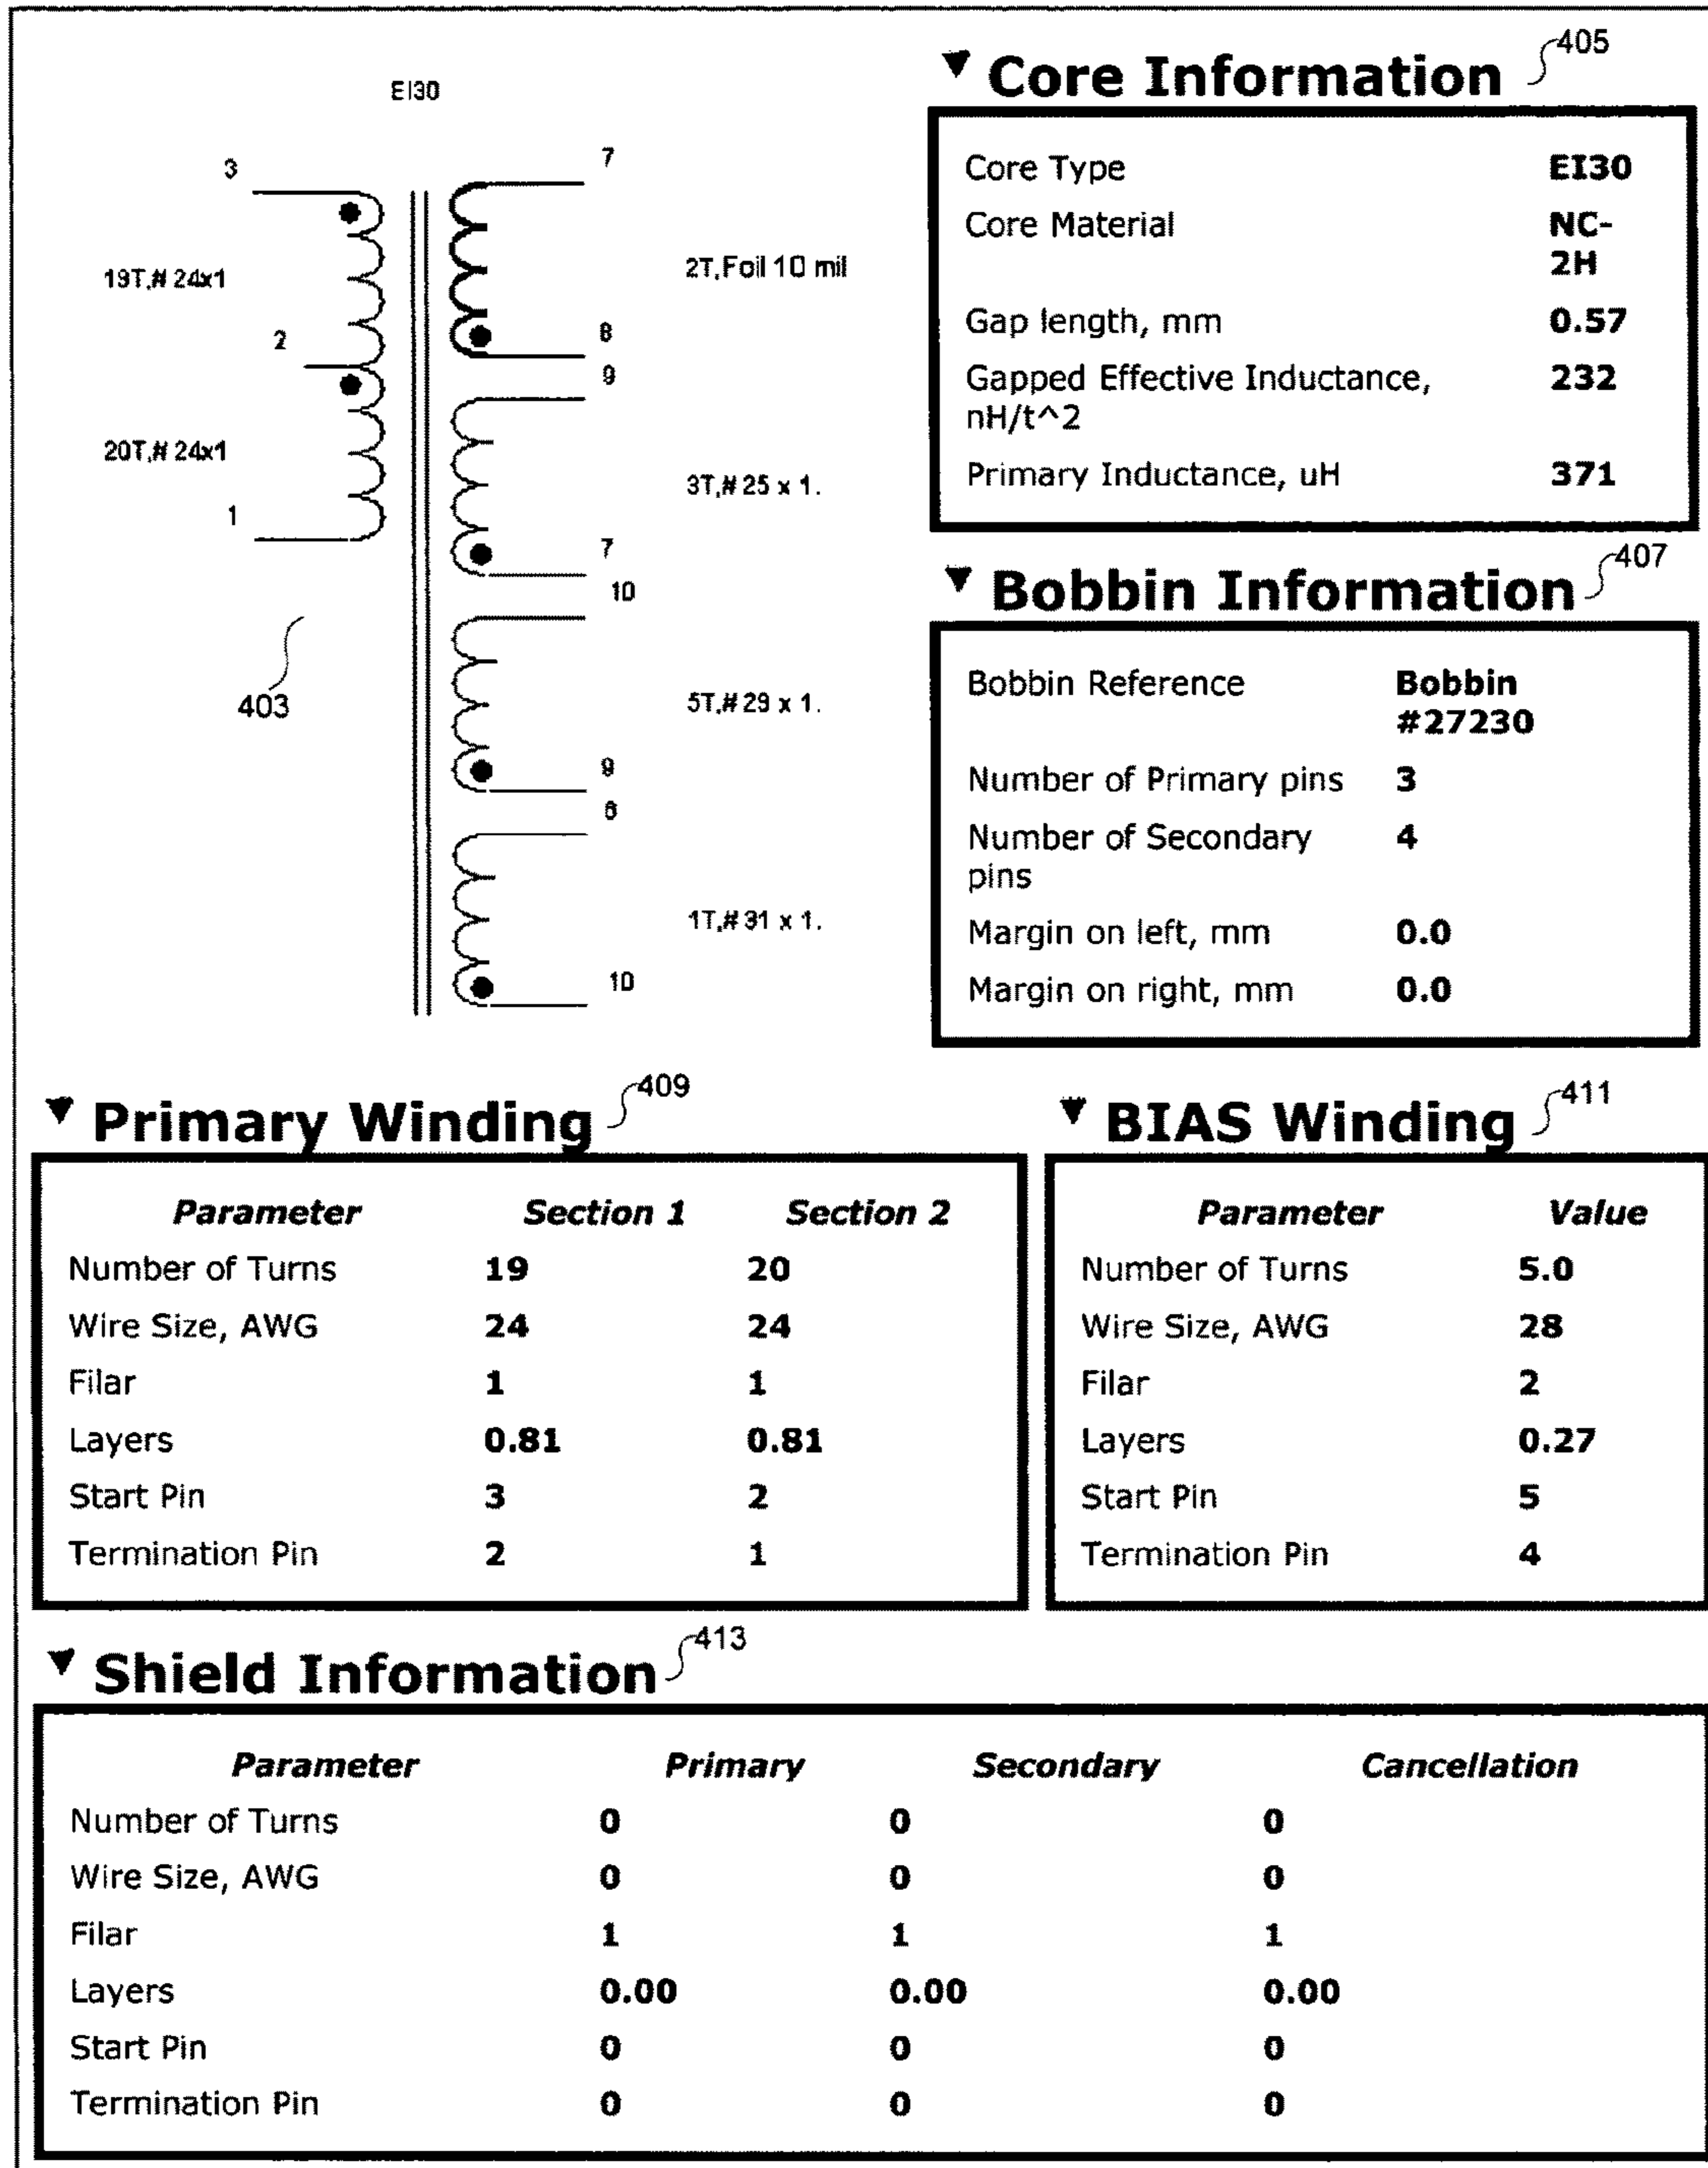 EI30
3
19T,# 24x1
2
20T,# 24x1
1
403
7
2T,Foil 10 mil
8
9
3T,# 25 x 1.
7
10
5T,# 29 x 1.
9
6
1T,# 31 x 1.
10
▼ Core Information 405
Core Type EI30
Core Material NC-
2H
Gap length, mm 0.57
Gapped Effective Inductance, 232
nH/t^2
Primary Inductance, uH 371
▼ Bobbin Information 407
Bobbin Reference Bobbin
#27230
Number of Primary pins 3
Number of Secondary 4
pins
Margin on left, mm 0.0
Margin on right, mm 0.0
▼ Primary Winding 409
Parameter Section 1 Section 2
Number of Turns 19 20
Wire Size, AWG 24 24
Filar 1 1
Layers 0.81 0.81
Start Pin 3 2
Termination Pin 2 1
▼ BIAS Winding 411
Parameter Value
Number of Turns 5.0
Wire Size, AWG 28
Filar 2
Layers 0.27
Start Pin 5
Termination Pin 4
▼ Shield Information 413
Parameter Primary Secondary Cancellation
Number of Turns 0 0 0
Wire Size, AWG 0 0 0
Filar 1 1 1
Layers 0.00 0.00 0.00
Start Pin 0 0 0
Termination Pin 0 0 0